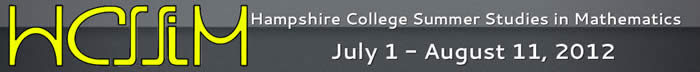 HCSSiM
Hampshire College Summer Studies in Mathematics
July 1 - August 11, 2012